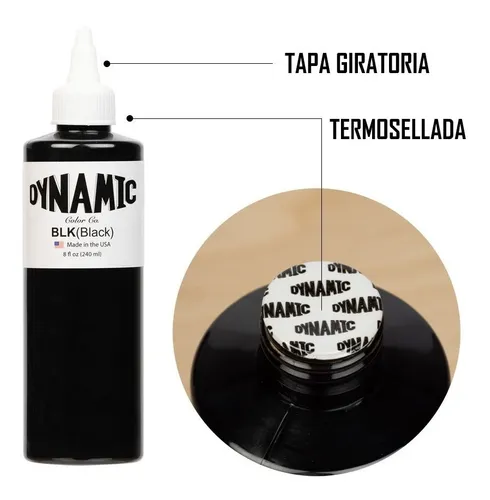 TAPA GIRATORIA
TERMOSELLADA
DYNAMIC
Color Co.
BLK(Black)
Made in the USA
8 fl oz (240 ml)
DYNAMIC
DYNAMIC
DYNAMIC
DYNAMIC